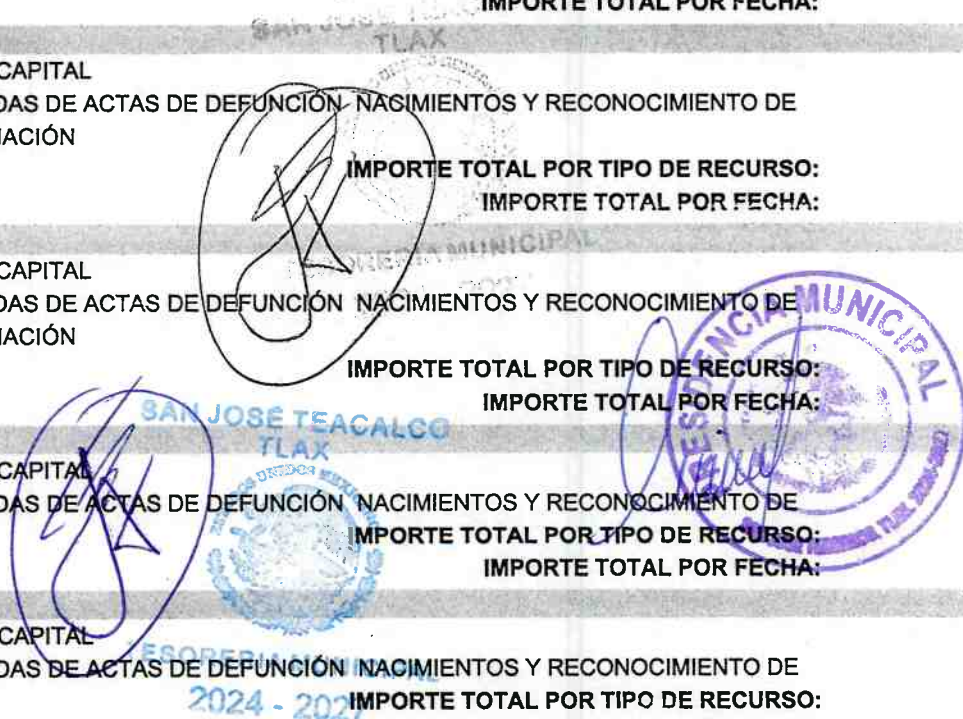 IMPORTE TOTAL POR FECHA:
TLAX
CAPITAL
DAS DE ACTAS DE DEFUNCIÓN NACIMIENTOS Y RECONOCIMIENTO DE
IACIÓN
IMPORTE TOTAL POR TIPO DE RECURSO:
IMPORTE TOTAL POR FECHA:
MUNICIPAL
CAPITAL
DAS DE ACTAS DE DEFUNCIÓN NACIMIENTOS Y RECONOCIMIENTO DE
IACIÓN
IMPORTE TOTAL POR TIPO DE RECURSO:
IMPORTE TOTAL POR FECHA:
ESIDENCIA MUNICIPAL
SAN JOSÉ TEACALCO
TLAX
CAPITAL
DAS DE ACTAS DE DEFUNCIÓN NACIMIENTOS Y RECONOCIMIENTO DE
IMPORTE TOTAL POR TIPO DE RECURSO:
IMPORTE TOTAL POR FECHA:
CAPITAL
DAS DE ACTAS DE DEFUNCIÓN NACIMIENTOS Y RECONOCIMIENTO DE
2024 - 2027
IMPORTE TOTAL POR TIPO DE RECURSO: